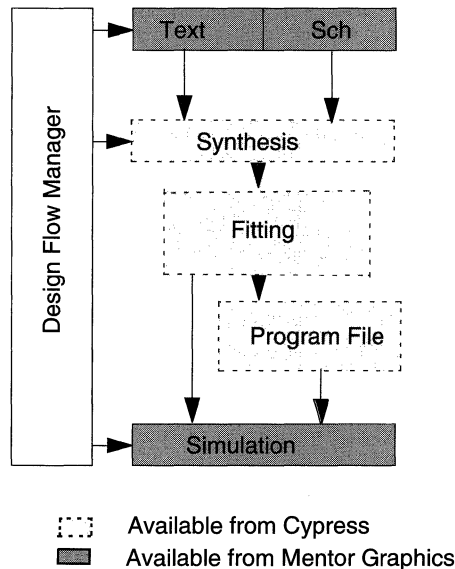 Text Sch
Design Flow Manager
Synthesis
Fitting
Program File
Simulation
Available from Cypress
Available from Mentor Graphics